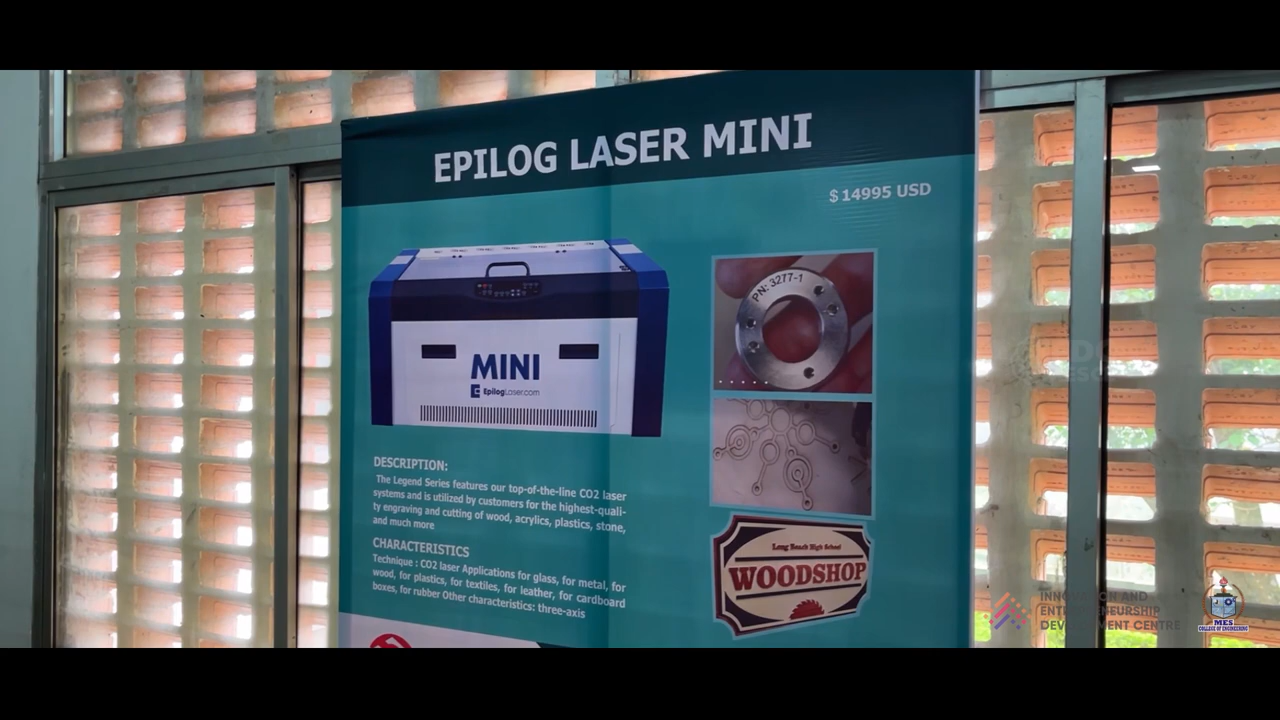 EPILOG LASER MINI
$ 14995 USD
MINI
EpilogLaser.com
PN: 3277-1
Long Reach High School
WOODSHOP
DESCRIPTION:
The Legend Series features our top-of-the-line CO2 laser
systems and is utilized by customers for the highest-quali-
ty engraving and cutting of wood, acrylics, plastics, stone,
and much more
CHARACTERISTICS
Technique : CO2 laser Applications for glass, for metal, for
wood, for plastics, for textiles, for leather, for cardboard
boxes, for rubber Other characteristics: three-axis
INNOVATION AND
ENTREPRENEURSHIP
DEVELOPMENT CENTRE
MES
COLLEGE OF ENGINEERING